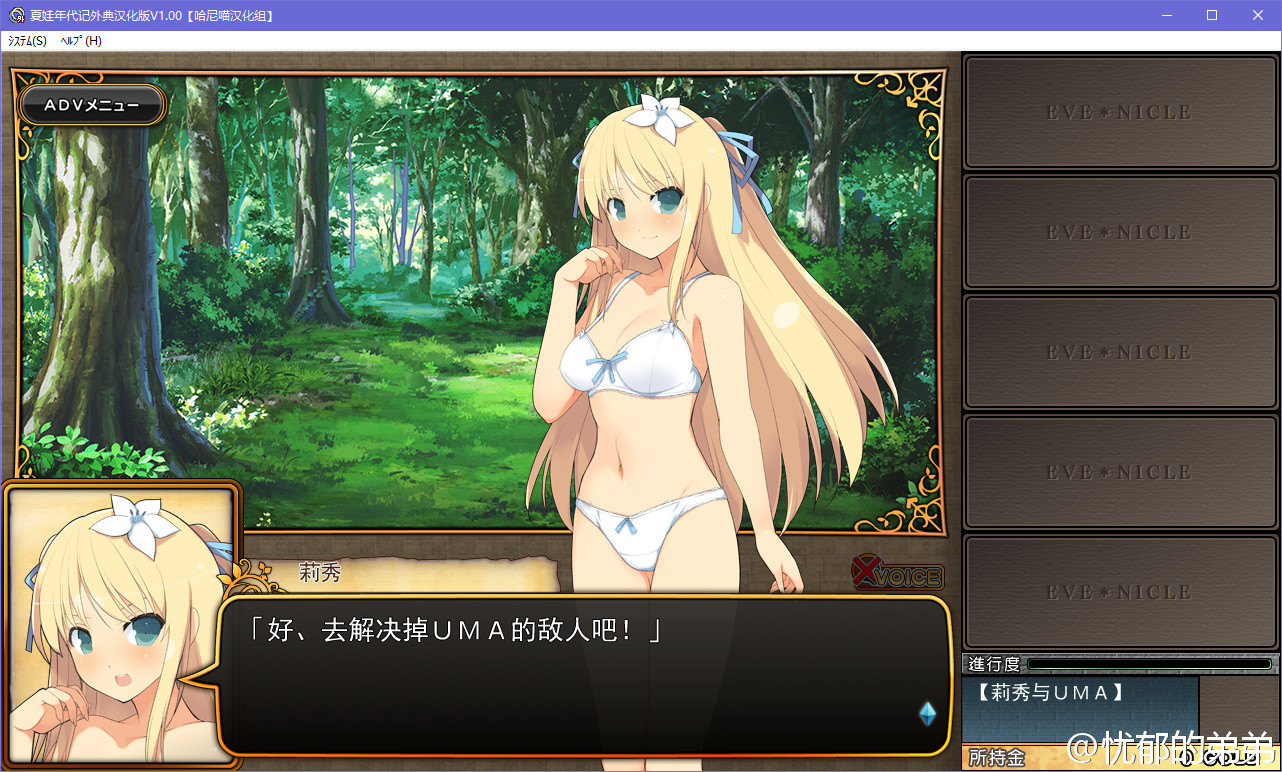 夏娃年代记外典汉化版V1.00【哈尼喵汉化组】
ｼｽﾃﾑ(S) ﾍﾙﾌﾟ(H)
ADVメニュー
EVE*NICLE
EVE*NICLE
EVE*NICLE
EVE*NICLE
EVE*NICLE
莉秀
VOICE
「好、去解决掉ＵＭＡ的敌人吧！」
進行度
【莉秀与ＵＭＡ】
所持金
0 GOLD
@忧郁的弟弟